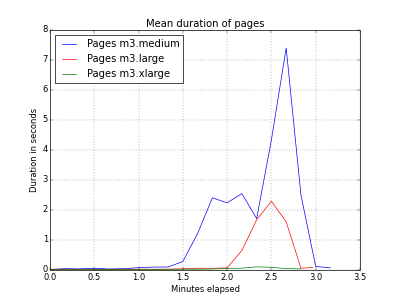 Mean duration of pages
8
7
6
5
4
3
2
1
0
Duration in seconds
Pages m3.medium
Pages m3.large
Pages m3.xlarge
0.0 0.5 1.0 1.5 2.0 2.5 3.0 3.5
Minutes elapsed